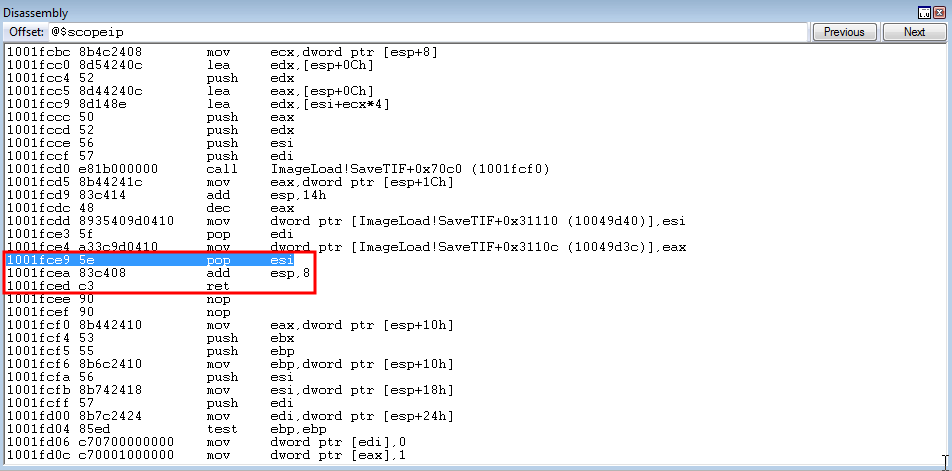 Disassembly
Offset: @$scopeip Previous Next
1001fcbc 8b4c2408 mov ecx,dword ptr [esp+8]
1001fcc0 8d54240c lea edx,[esp+0Ch]
1001fcc4 52 push edx
1001fcc5 8d44240c lea eax,[esp+0Ch]
1001fcc9 8d148e lea edx,[esi+ecx*4]
1001fccc 50 push eax
1001fccd 52 push edx
1001fcce 56 push esi
1001fccf 57 push edi
1001fcd0 e81b000000 call ImageLoad!SaveTIF+0x70c0 (1001fcf0)
1001fcd5 8b44241c mov eax,dword ptr [esp+1Ch]
1001fcd9 83c414 add esp,14h
1001fcdc 48 dec eax
1001fcdd 8935409d0410 mov dword ptr [ImageLoad!SaveTIF+0x31110 (10049d40)],esi
1001fce3 5f pop edi
1001fce4 a33c9d0410 mov dword ptr [ImageLoad!SaveTIF+0x3110c (10049d3c)],eax
1001fce9 5e pop esi
1001fcea 83c408 add esp,8
1001fced c3 ret
1001fcee 90 nop
1001fcef 90 nop
1001fcf0 8b442410 mov eax,dword ptr [esp+10h]
1001fcf4 53 push ebx
1001fcf5 55 push ebp
1001fcf6 8b6c2410 mov ebp,dword ptr [esp+10h]
1001fcfa 56 push esi
1001fcfb 8b742418 mov esi,dword ptr [esp+18h]
1001fcff 57 push edi
1001fd00 8b7c2424 mov edi,dword ptr [esp+24h]
1001fd04 85ed test ebp,ebp
1001fd06 c70700000000 mov dword ptr [edi],0
1001fd0c c70001000000 mov dword ptr [eax],1